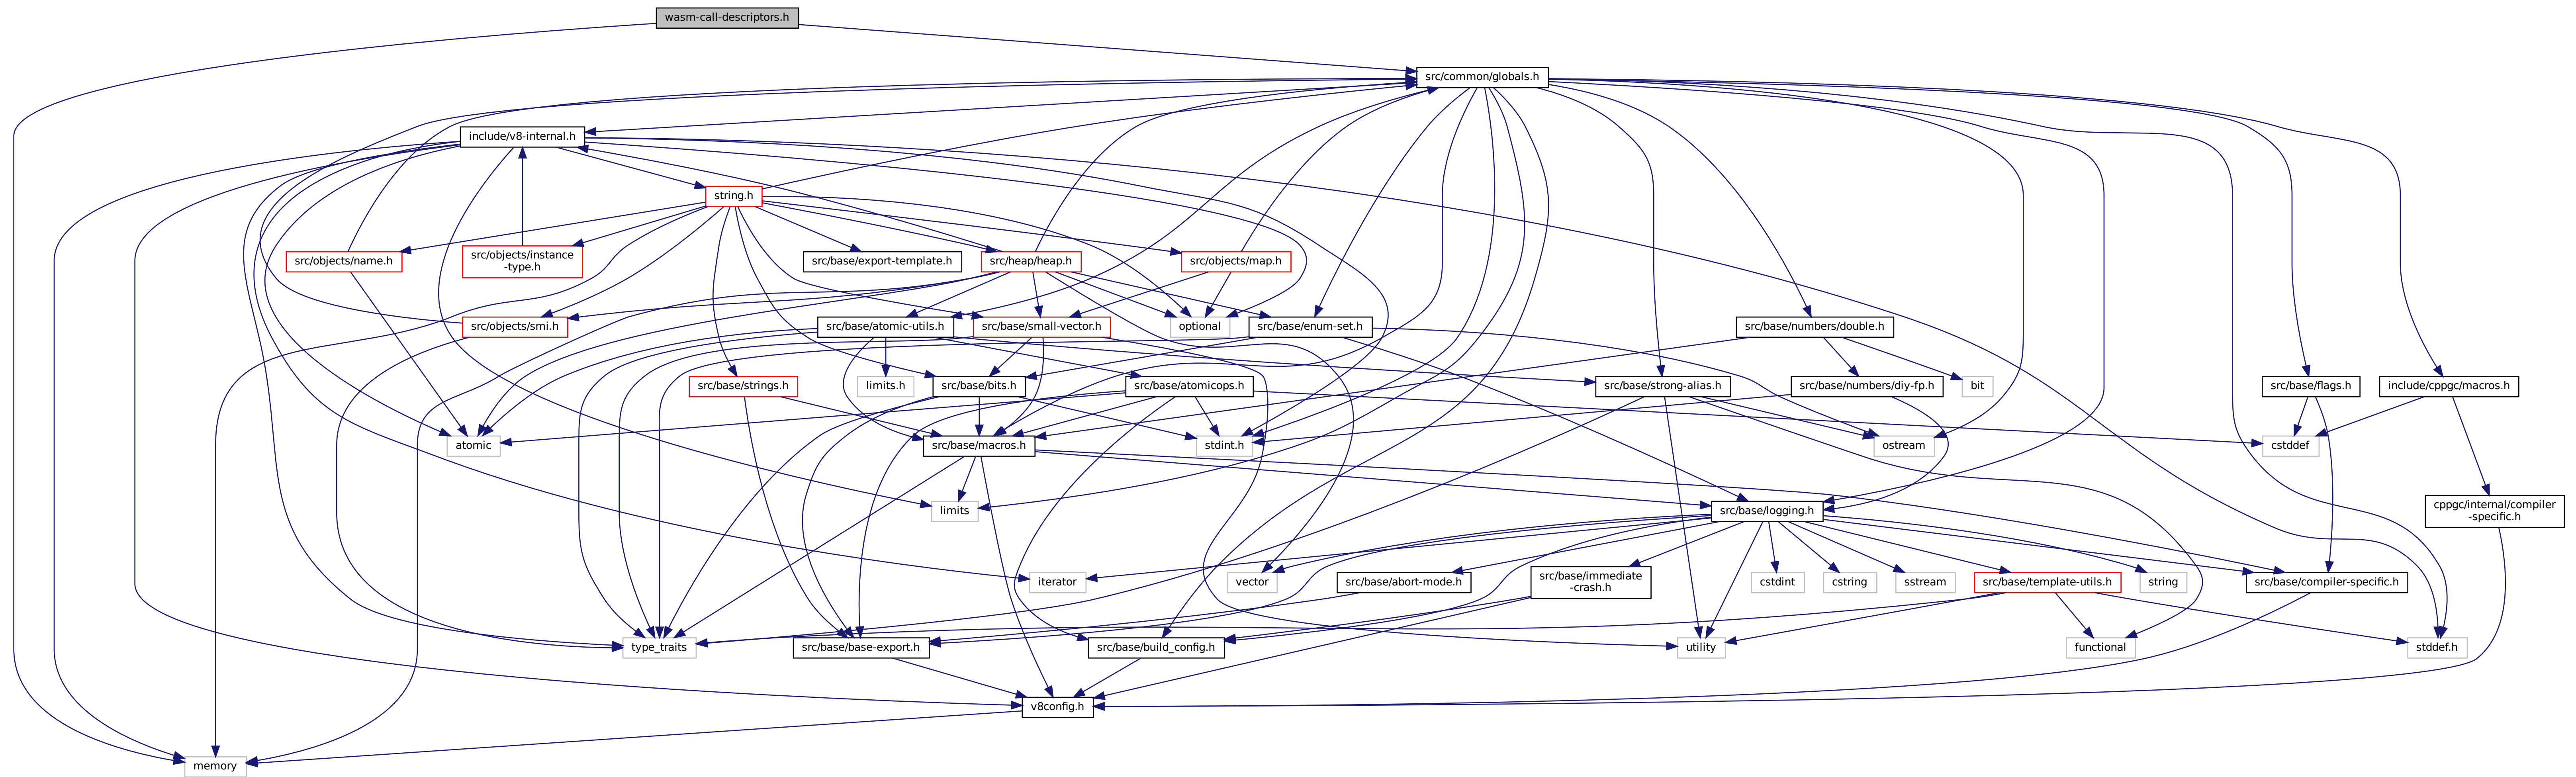 wasm-call-descriptors.h
src/common/globals.h
include/v8-internal.h
string.h
src/objects/name.h
src/objects/instance
-type.h
src/base/export-template.h
src/heap/heap.h
src/objects/map.h
src/objects/smi.h
src/base/atomic-utils.h
src/base/small-vector.h
optional
src/base/enum-set.h
src/base/numbers/double.h
src/base/strings.h
limits.h
src/base/bits.h
src/base/atomicops.h
src/base/strong-alias.h
src/base/numbers/diy-fp.h
bit
src/base/flags.h
include/cppgc/macros.h
atomic
src/base/macros.h
stdint.h
ostream
cstddef
limits
src/base/logging.h
cppgc/internal/compiler
-specific.h
iterator
vector
src/base/abort-mode.h
src/base/immediate
-crash.h
cstdint
cstring
sstream
src/base/template-utils.h
string
src/base/compiler-specific.h
type_traits
src/base/base-export.h
src/base/build_config.h
utility
functional
stddef.h
v8config.h
memory